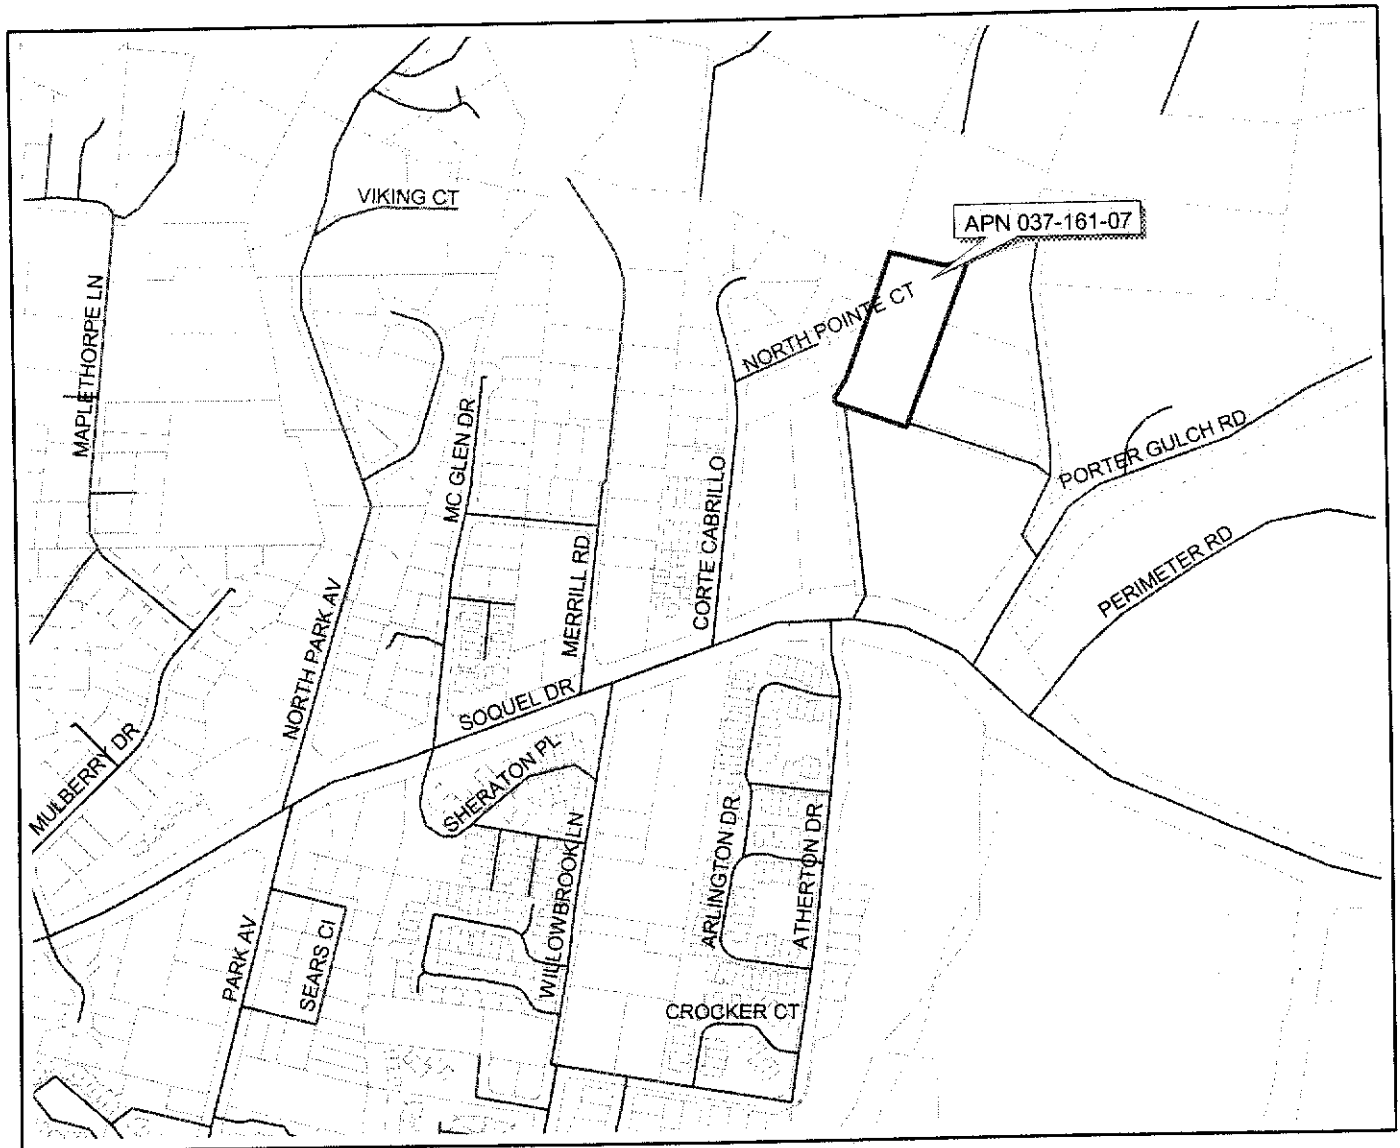 VIKING CT
APN 037-161-07
MAPLETHORPE LN
NORTH POINTE CT
MC GLEN DR
PORTER GULCH RD
CORTE CABRILLO
MERRILL RD
PERIMETER RD
NORTH PARK AV
SOQUEL DR
MULBERRY DR
SHERATON PL
WILLOWBROOK LN
ARLINGTON DR
ATHERTON DR
PARK AV
SEARS CI
CROCKER CT